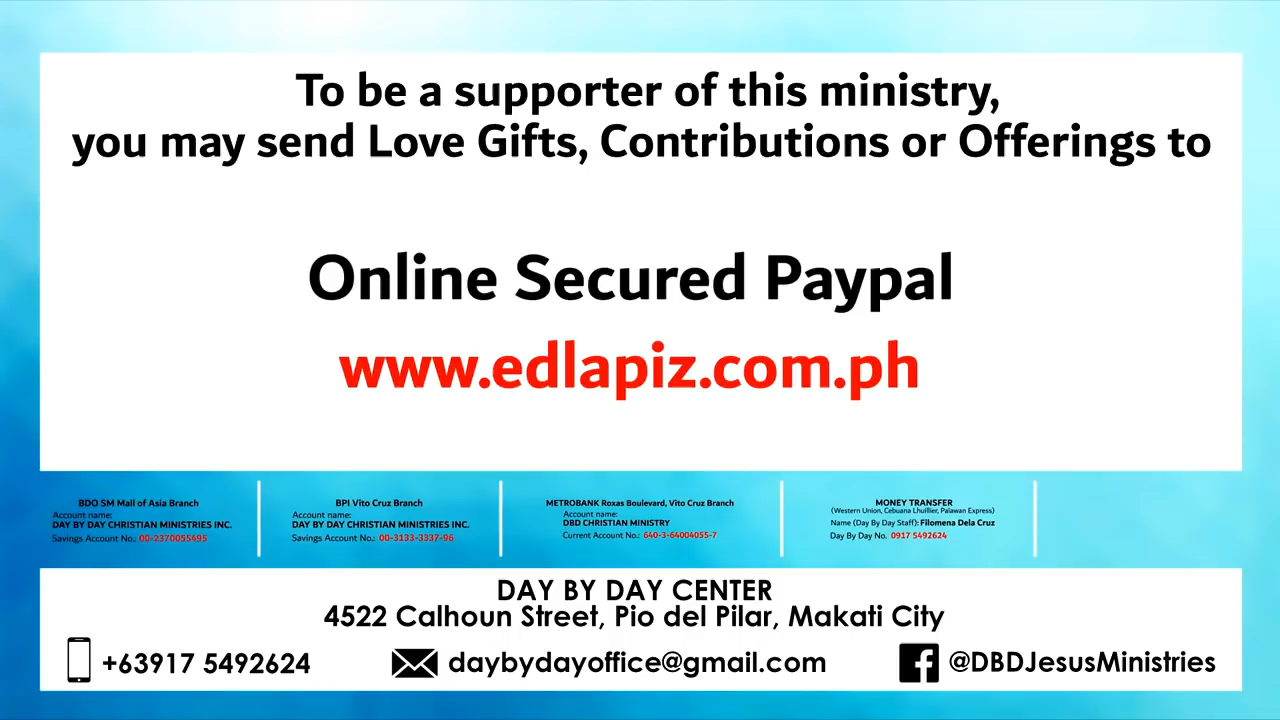 To be a supporter of this ministry,
you may send Love Gifts, Contributions or Offerings to
Online Secured Paypal
www.edlapiz.com.ph
BDO SM Mall of Asia Branch
Account name:
DAY BY DAY CHRISTIAN MINISTRIES INC.
Savings Account No.: 00-2370055495
BPI Vito Cruz Branch
Account name:
DAY BY DAY CHRISTIAN MINISTRIES INC.
Savings Account No.: 00-3133-3337-96
METROBANK Roxas Boulevard, Vito Cruz Branch
Account name:
DBD CHRISTIAN MINISTRY
Current Account No.: 640-3-64004055-7
MONEY TRANSFER
(Western Union, Cebuana Lhuillier, Palawan Express)
Name (Day By Day Staff): Filomena Dela Cruz
Day By Day No. 0917 5492624
DAY BY DAY CENTER
4522 Calhoun Street, Pio del Pilar, Makati City
+63917 5492624
daybydayoffice@gmail.com
@DBDJesusMinistries